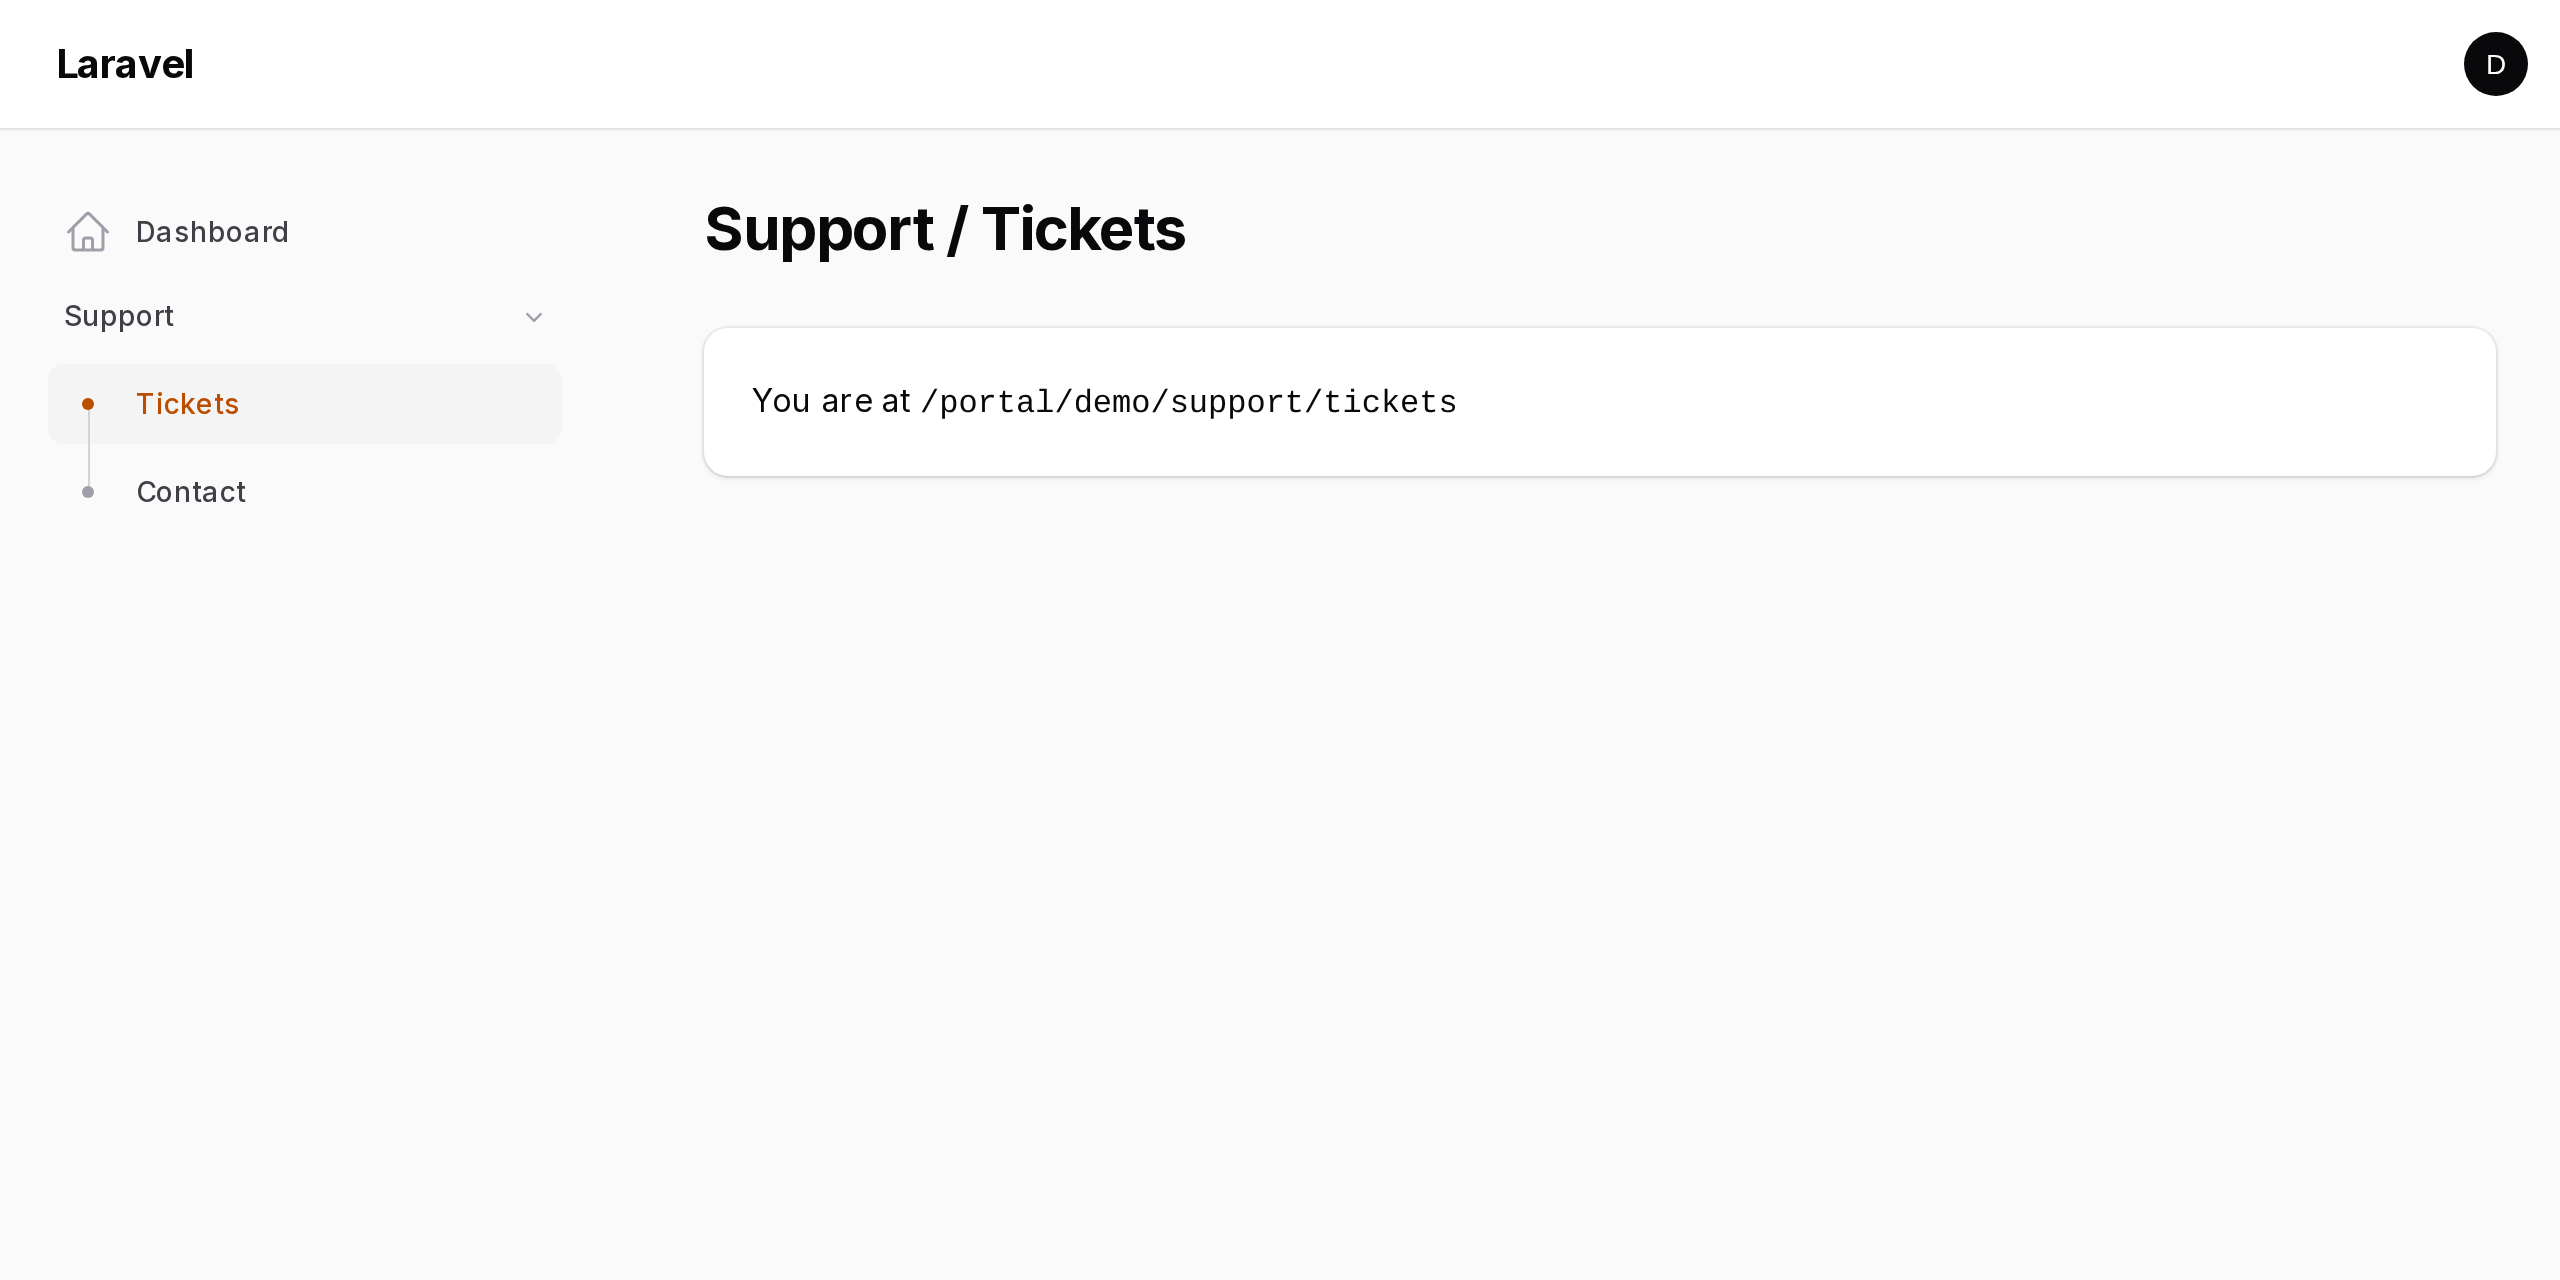 Laravel
D
Dashboard
Support
Tickets
Contact
Support / Tickets
You are at /portal/demo/support/tickets